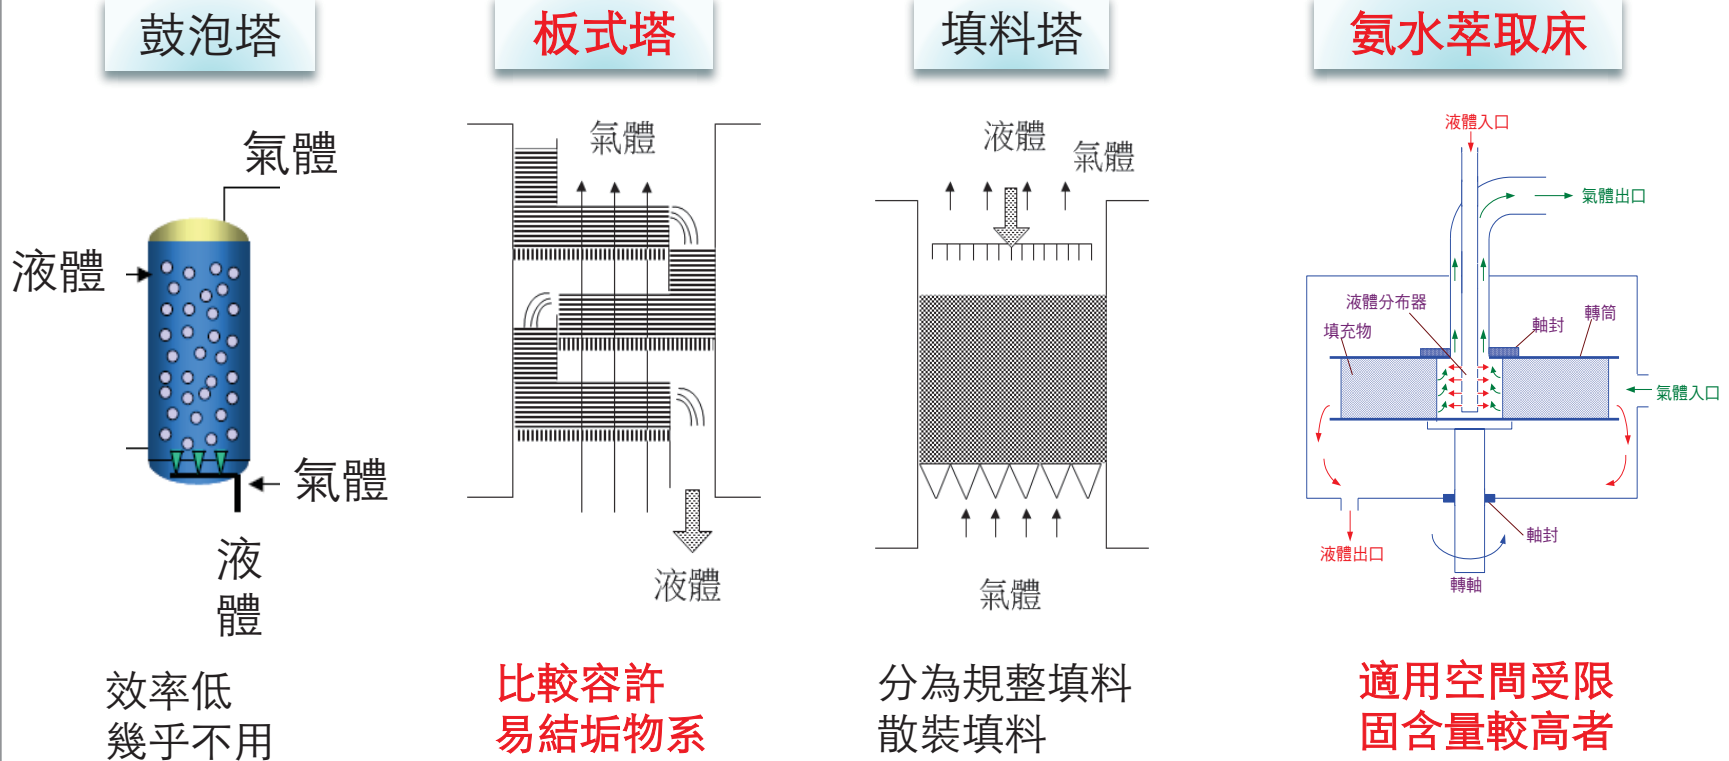 鼓泡塔
板式塔
填料塔
氨水萃取床
氣體
液體
氣體
液
體
效率低
幾乎不用
氣體
液體
比較容許
易結垢物系
液體
氣體
氣體
分為規整填料
散裝填料
液體入口
氣體出口
液體分布器
填充物
軸封
轉筒
氣體入口
軸封
液體出口
轉軸
適用空間受限
固含量較高者